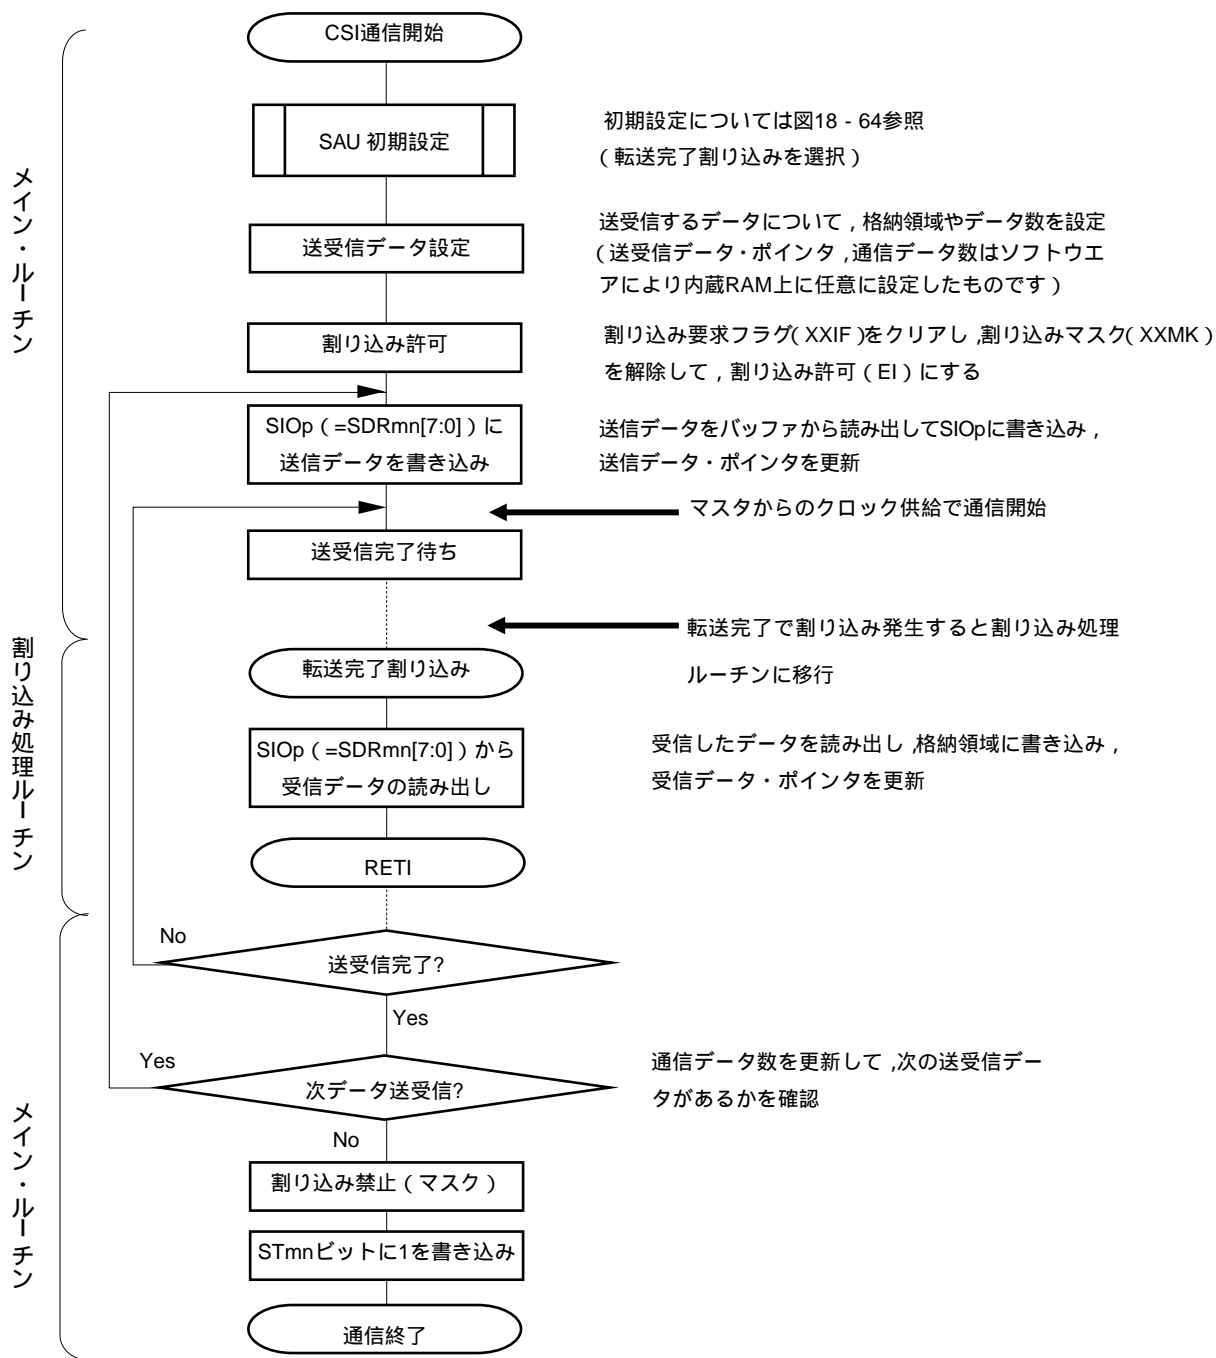 CSI通信開始
SAU 初期設定
初期設定については図18 - 64参照
（転送完了割り込みを選択）
メイン・ルーチン
送受信データ設定
送受信するデータについて，格納領域やデータ数を設定
（送受信データ・ポインタ，通信データ数はソフトウエ
アにより内蔵RAM上に任意に設定したものです）
割り込み許可
割り込み要求フラグ（XXIF）をクリアし，割り込みマスク（XXMK）
を解除して，割り込み許可（EI）にする
SIOp（=SDRmn[7:0]）に
送信データを書き込み
送信データをバッファから読み出してSIOpに書き込み，
送信データ・ポインタを更新
マスタからのクロック供給で通信開始
送受信完了待ち
転送完了で割り込み発生すると割り込み処理
ルーチンに移行
割り込み処理ルーチン
転送完了割り込み
SIOp（=SDRmn[7:0]）から
受信データの読み出し
受信したデータを読み出し，格納領域に書き込み，
受信データ・ポインタを更新
RETI
No
送受信完了?
Yes
Yes
次データ送受信?
通信データ数を更新して，次の送受信デー
タがあるかを確認
No
メイン・ルーチン
割り込み禁止（マスク）
STmnビットに1を書き込み
通信終了